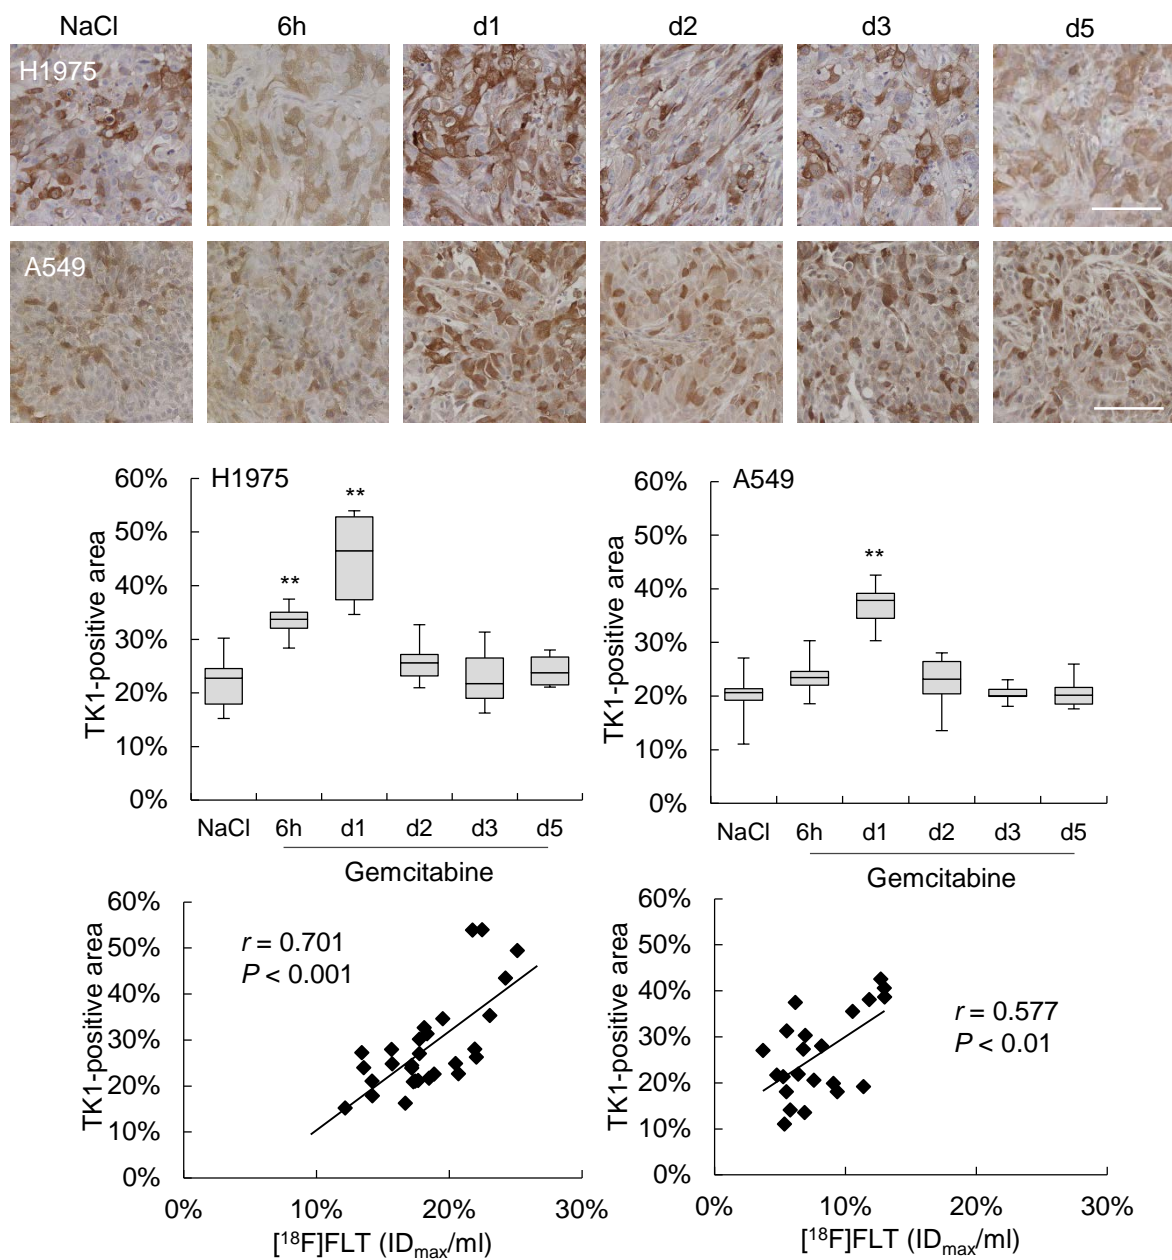 NaCl 6h d1 d2 d3 d5
H1975
A549
H1975
TK1-positive area
60%
50%
40%
30%
20%
10%
0%
** **
NaCl 6h d1 d2 d3 d5
Gemcitabine
A549
TK1-positive area
60%
50%
40%
30%
20%
10%
0%
**
NaCl 6h d1 d2 d3 d5
Gemcitabine
TK1-positive area
60%
50%
40%
30%
20%
10%
0%
r = 0.701
P < 0.001
0% 10% 20% 30%
[¹⁸F]FLT (IDmax/ml)
TK1-positive area
60%
50%
40%
30%
20%
10%
0%
r = 0.577
P < 0.01
0% 10% 20% 30%
[¹⁸F]FLT (IDmax/ml)